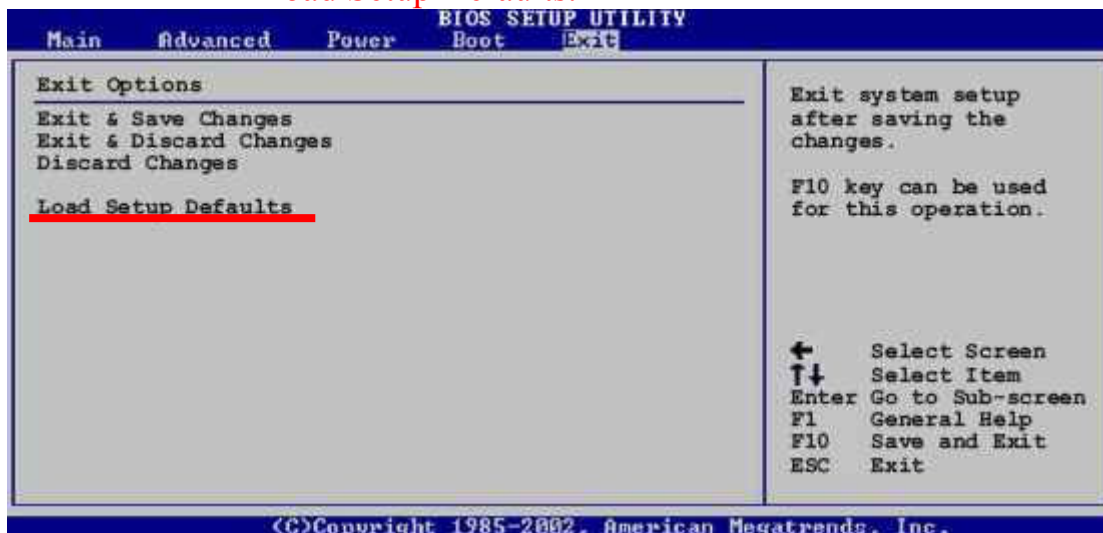 Load Setup Defaults.
BIOS SETUP UTILITY
Main Advanced Power Boot Exit
Exit Options
Exit & Save Changes
Exit & Discard Changes
Discard Changes
Load Setup Defaults
Exit system setup
after saving the
changes.
F10 key can be used
for this operation.
← Select Screen
↑↓ Select Item
Enter Go to Sub-screen
F1 General Help
F10 Save and Exit
ESC Exit
(C)Copyright 1985-2002, American Megatrends, Inc.